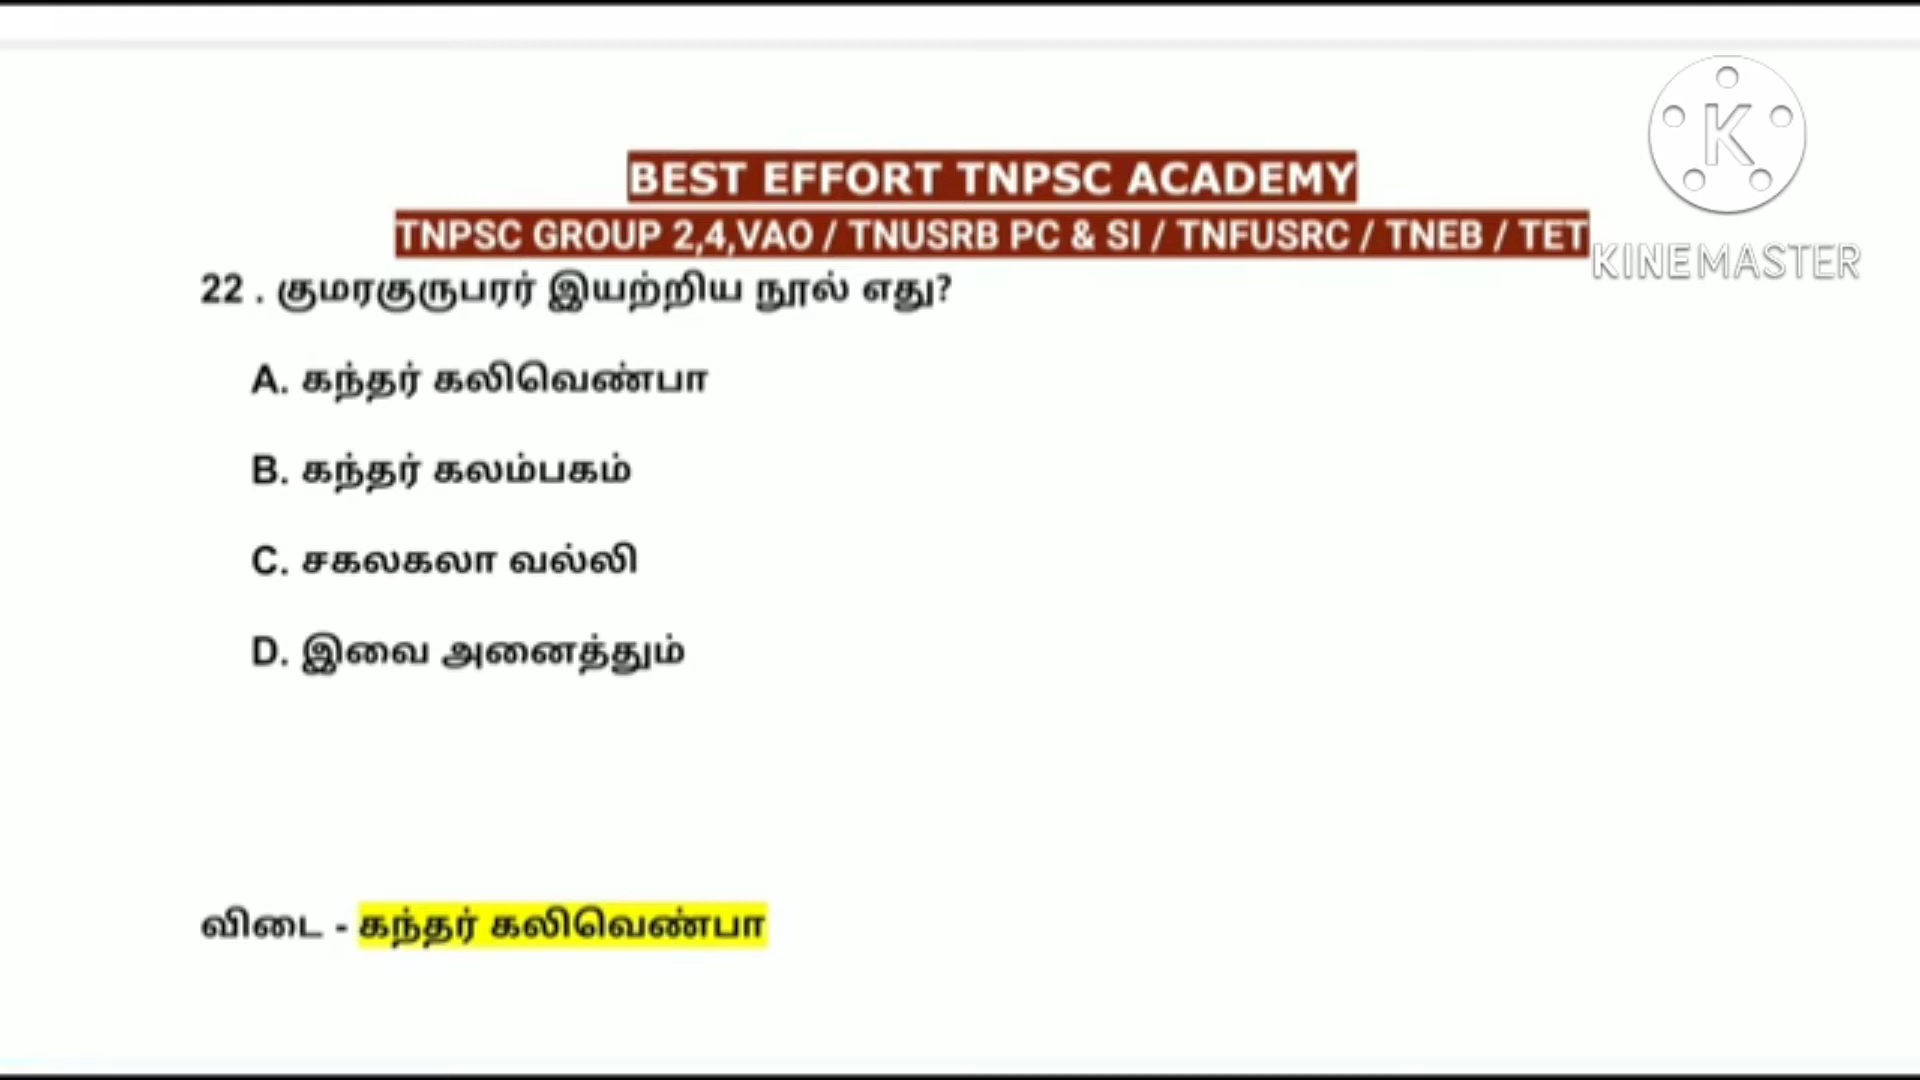 BEST EFFORT TNPSC ACADEMY
TNPSC GROUP 2,4,VAO / TNUSRB PC & SI / TNFUSRC / TNEB / TET
K
KINEMASTER
22 . குமரகுருபரர் இயற்றிய நூல் எது?
A. கந்தர் கலிவெண்பா
B. கந்தர் கலம்பகம்
C. சகலகலா வல்லி
D. இவை அனைத்தும்
விடை - கந்தர் கலிவெண்பா